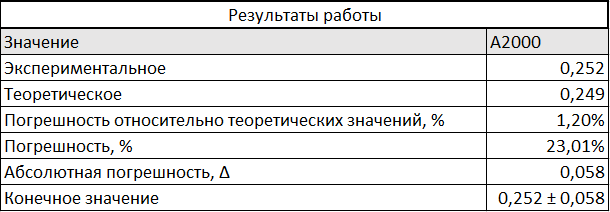 Результаты работы
Значение A2000
Экспериментальное 0,252
Теоретическое 0,249
Погрешность относительно теоретических значений, % 1,20%
Погрешность, % 23,01%
Абсолютная погрешность, Δ 0,058
Конечное значение 0,252 ± 0,058